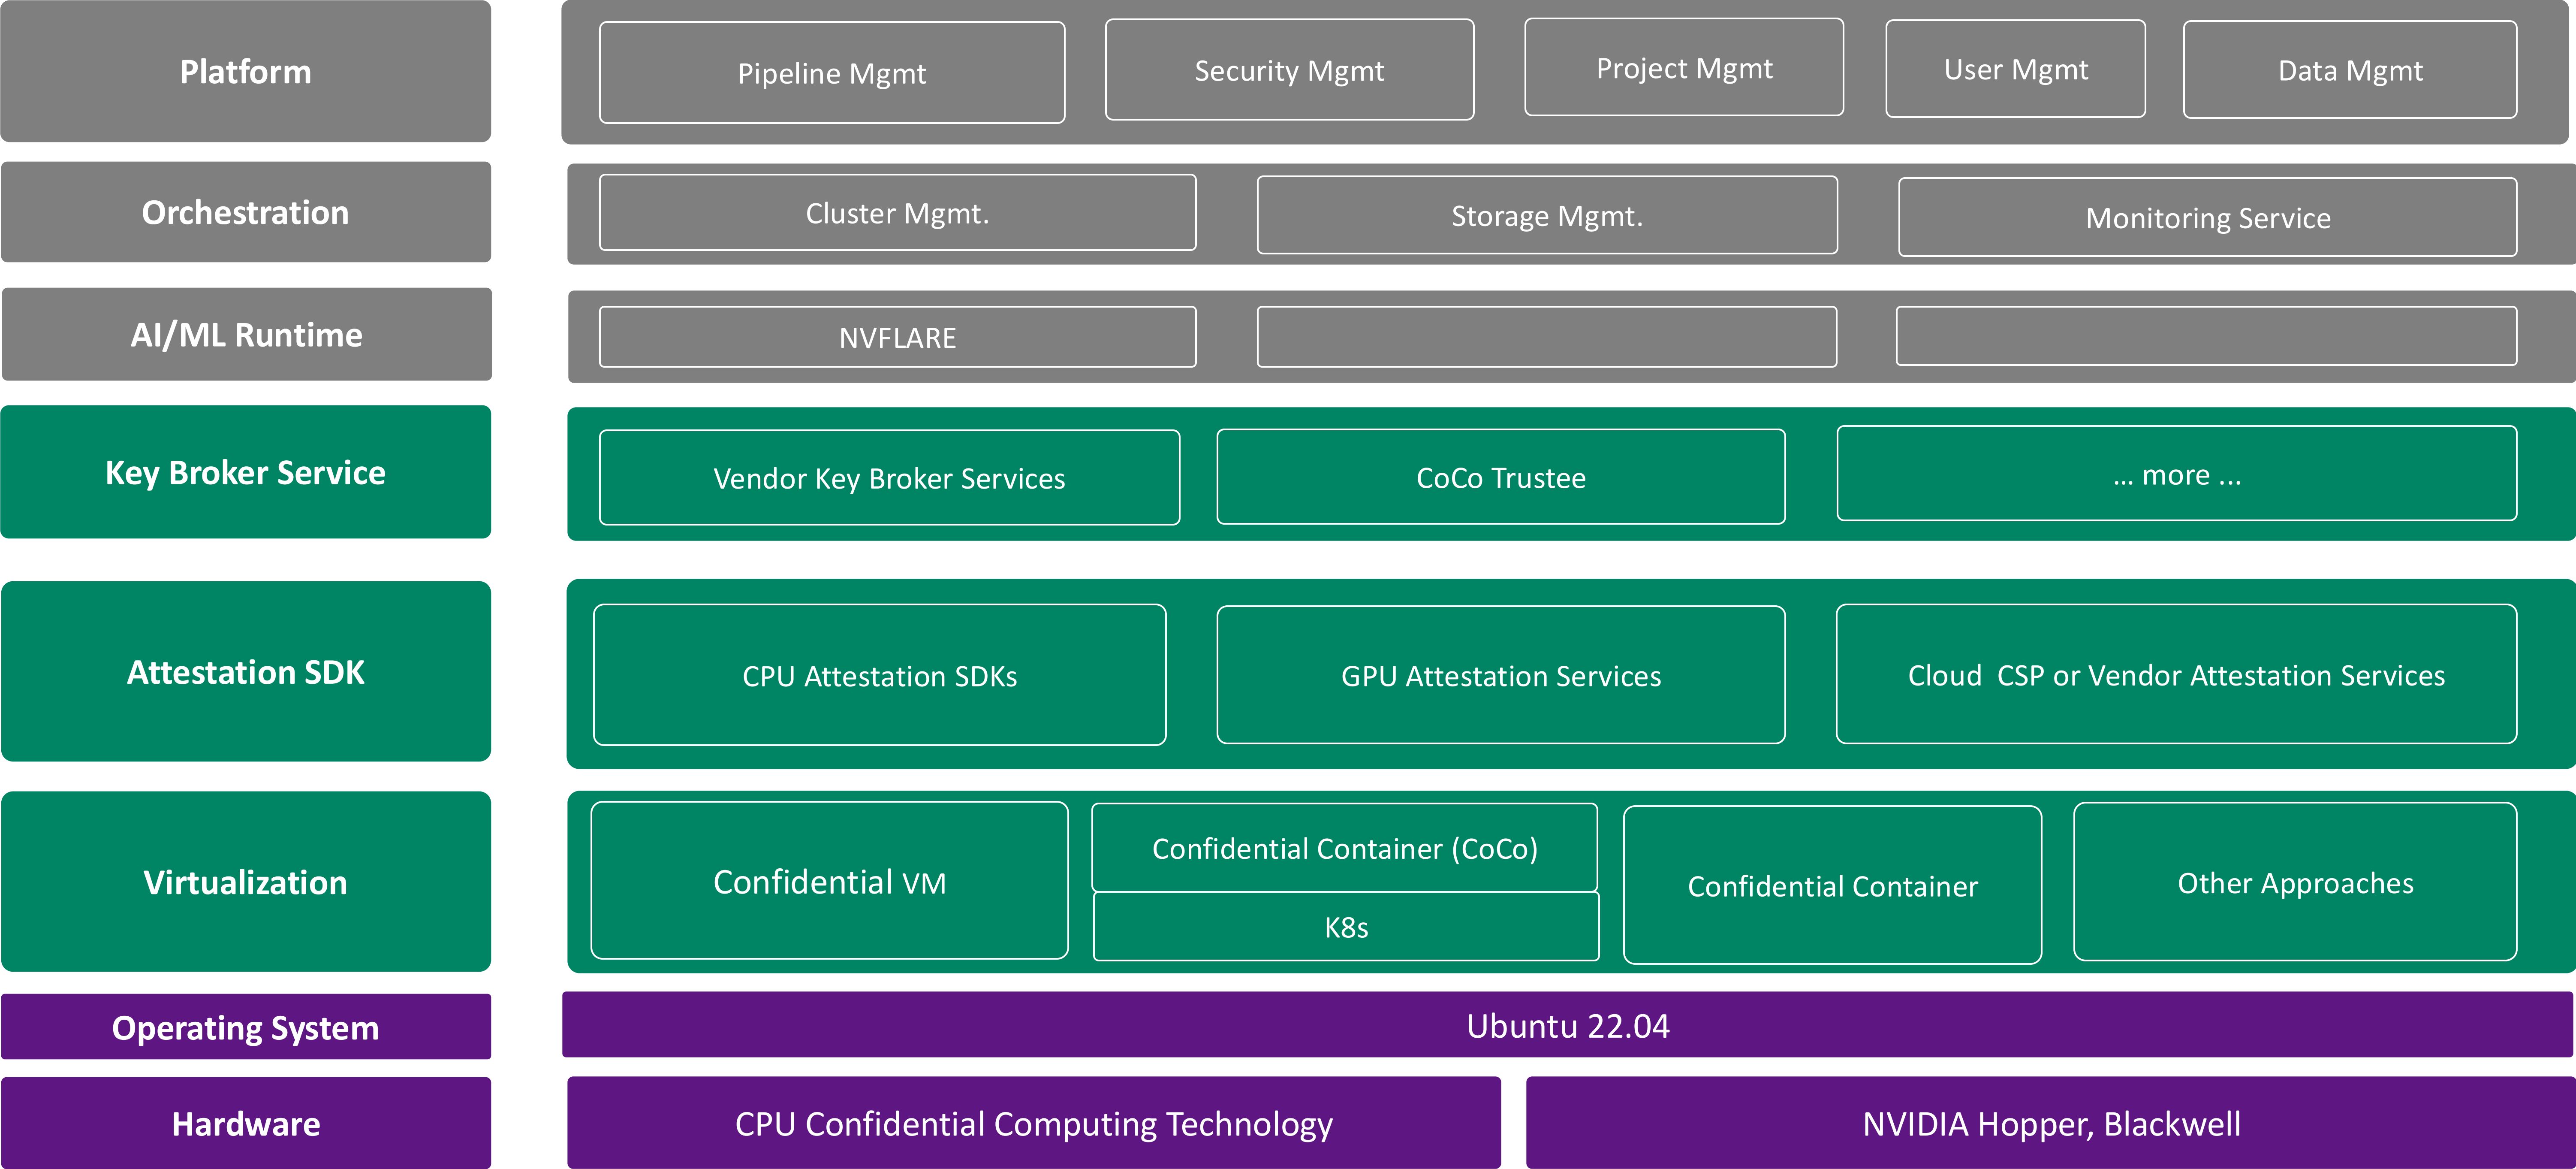 Platform
Pipeline Mgmt
Security Mgmt
Project Mgmt
User Mgmt
Data Mgmt
Orchestration
Cluster Mgmt.
Storage Mgmt.
Monitoring Service
AI/ML Runtime
NVFLARE
Key Broker Service
Vendor Key Broker Services
CoCo Trustee
... more ...
Attestation SDK
CPU Attestation SDKs
GPU Attestation Services
Cloud  CSP or Vendor Attestation Services
Virtualization
Confidential VM
Confidential Container (CoCo)
K8s
Confidential Container
Other Approaches
Operating System
Ubuntu 22.04
Hardware
CPU Confidential Computing Technology
NVIDIA Hopper, Blackwell